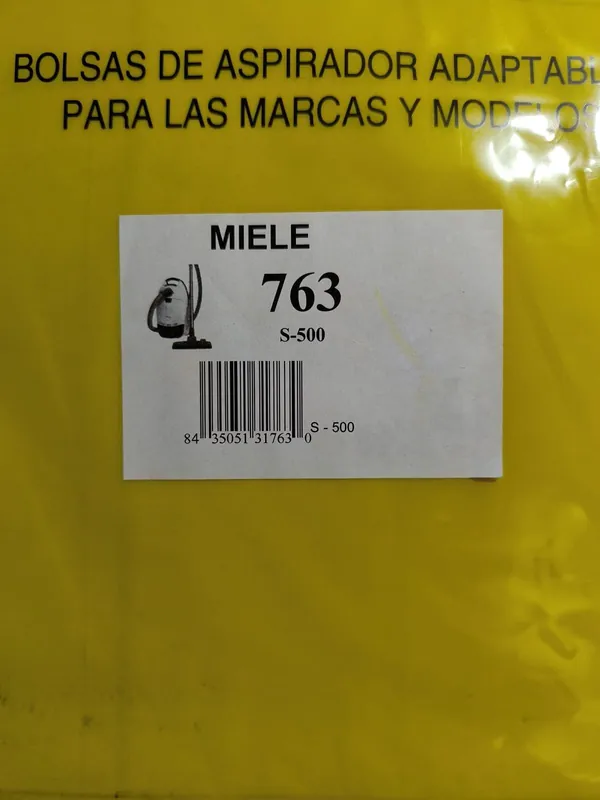 BOLSAS DE ASPIRADOR ADAPTABL
PARA LAS MARCAS Y MODELOS
MIELE
763
S-500
S - 500
84 35051 31763 0